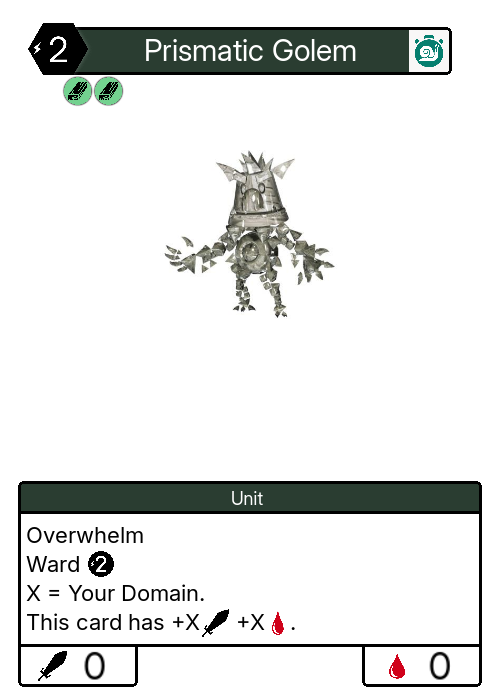 2 Prismatic Golem
Unit
Overwhelm
Ward 2
X = Your Domain.
This card has +X +X .
0 0